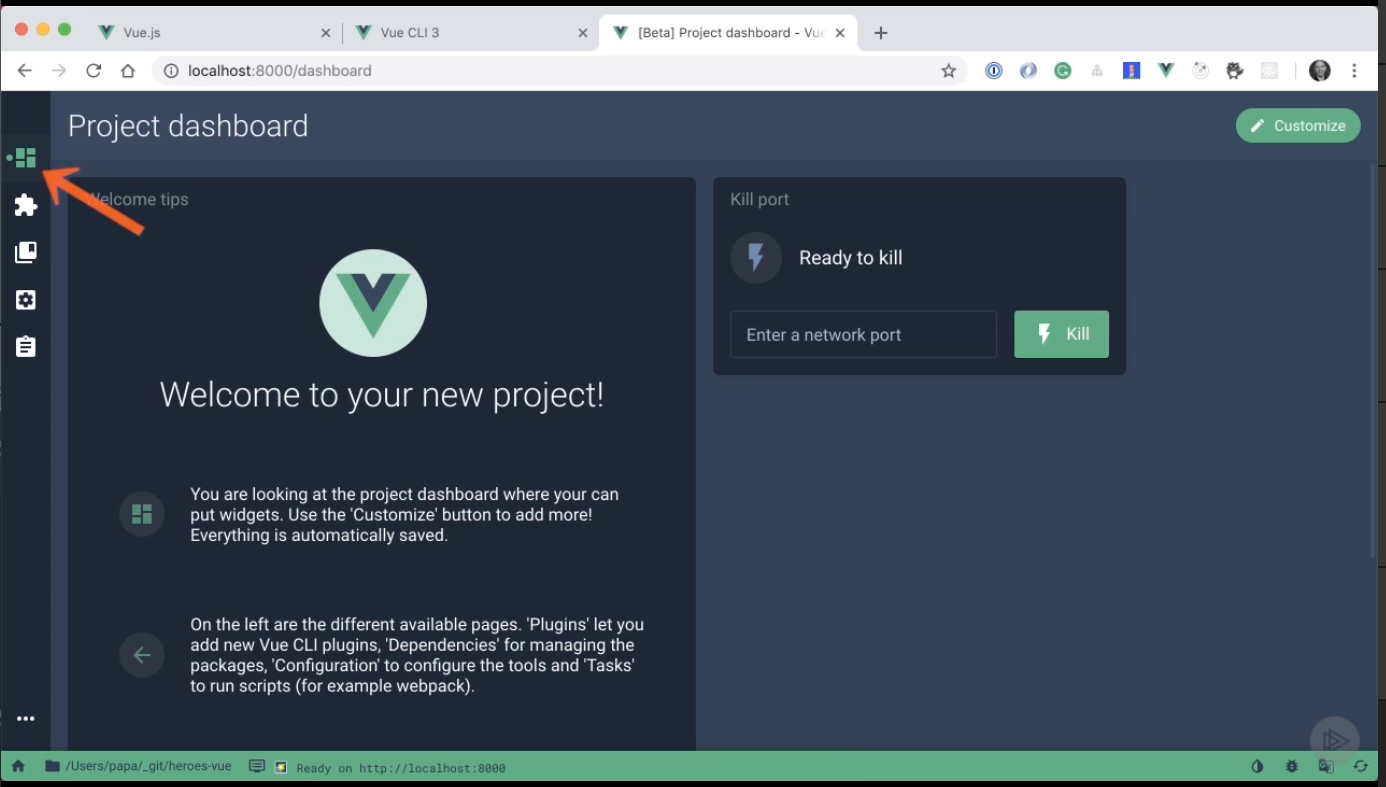 Vue.js
Vue CLI 3
[Beta] Project dashboard - Vue
localhost:8000/dashboard
Project dashboard
Customize
Welcome tips
Kill port
Ready to kill
Enter a network port
Kill
Welcome to your new project!
You are looking at the project dashboard where your can
put widgets. Use the 'Customize' button to add more!
Everything is automatically saved.
On the left are the different available pages. 'Plugins' let you
add new Vue CLI plugins, 'Dependencies' for managing the
packages, 'Configuration' to configure the tools and 'Tasks'
to run scripts (for example webpack).
/Users/papa/_git/heroes-vue
Ready on http://localhost:8000